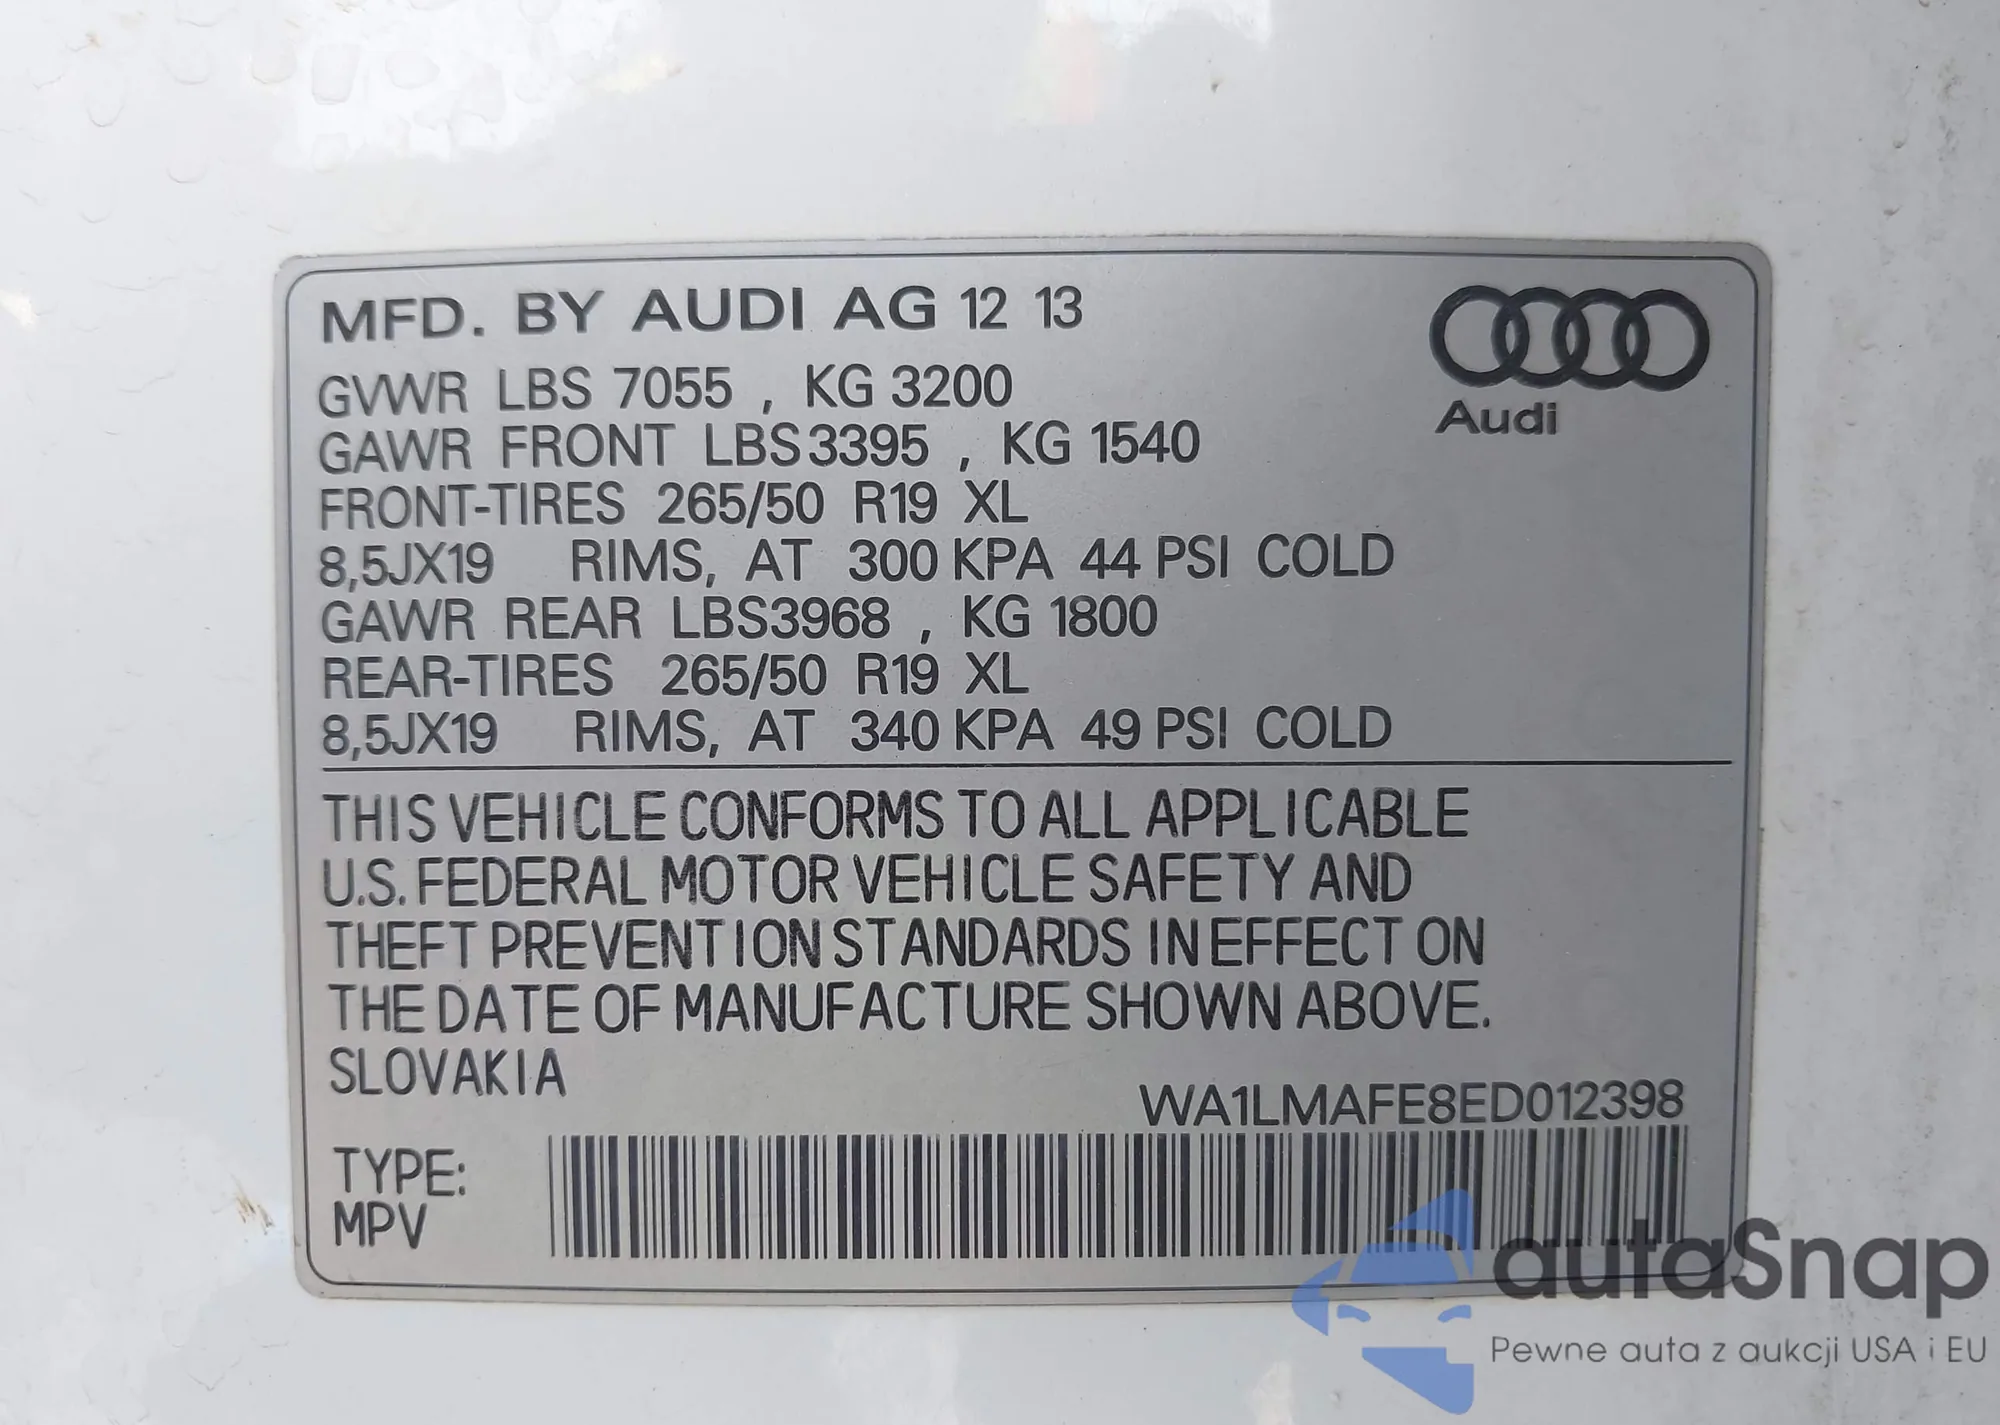 MFD. BY AUDI AG 12 13
Audi
GVWR LBS 7055 , KG 3200
GAWR FRONT LBS3395 , KG 1540
FRONT-TIRES 265/50 R19 XL
8,5JX19 RIMS, AT 300 KPA 44 PSI COLD
GAWR REAR LBS3968 , KG 1800
REAR-TIRES 265/50 R19 XL
8,5JX19 RIMS, AT 340 KPA 49 PSI COLD
THIS VEHICLE CONFORMS TO ALL APPLICABLE
U.S. FEDERAL MOTOR VEHICLE SAFETY AND
THEFT PREVENTION STANDARDS IN EFFECT ON
THE DATE OF MANUFACTURE SHOWN ABOVE.
SLOVAKIA
WA1LMAFE8ED012398
TYPE:
MPV
autaSnap
Pewne auta z aukcji USA i EU